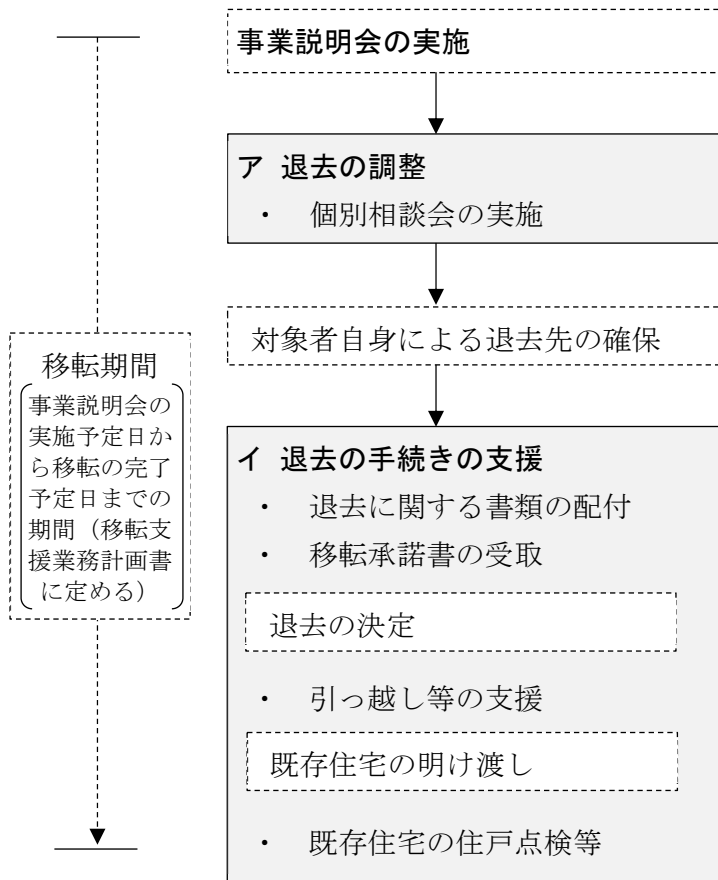 事業説明会の実施
ア 退去の調整
・ 個別相談会の実施
対象者自身による退去先の確保
移転期間
事業説明会の
実施予定日か
ら移転の完了
予定日までの
期間（移転支
援業務計画書
に定める）
イ 退去の手続きの支援
・ 退去に関する書類の配付
・ 移転承諾書の受取
退去の決定
・ 引っ越し等の支援
既存住宅の明け渡し
・ 既存住宅の住戸点検等